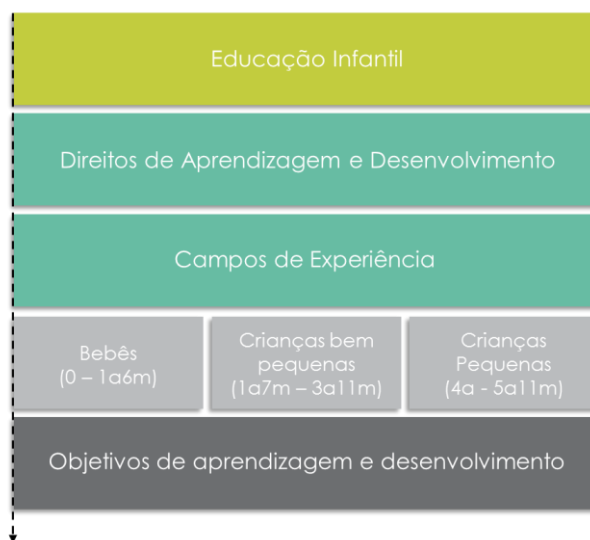 Educação Infantil
Direitos de Aprendizagem e Desenvolvimento
Campos de Experiência
Bebês
(0 – 1a6m)
Crianças bem
pequenas
(1a7m – 3a11m)
Crianças
Pequenas
(4a - 5a11m)
Objetivos de aprendizagem e desenvolvimento